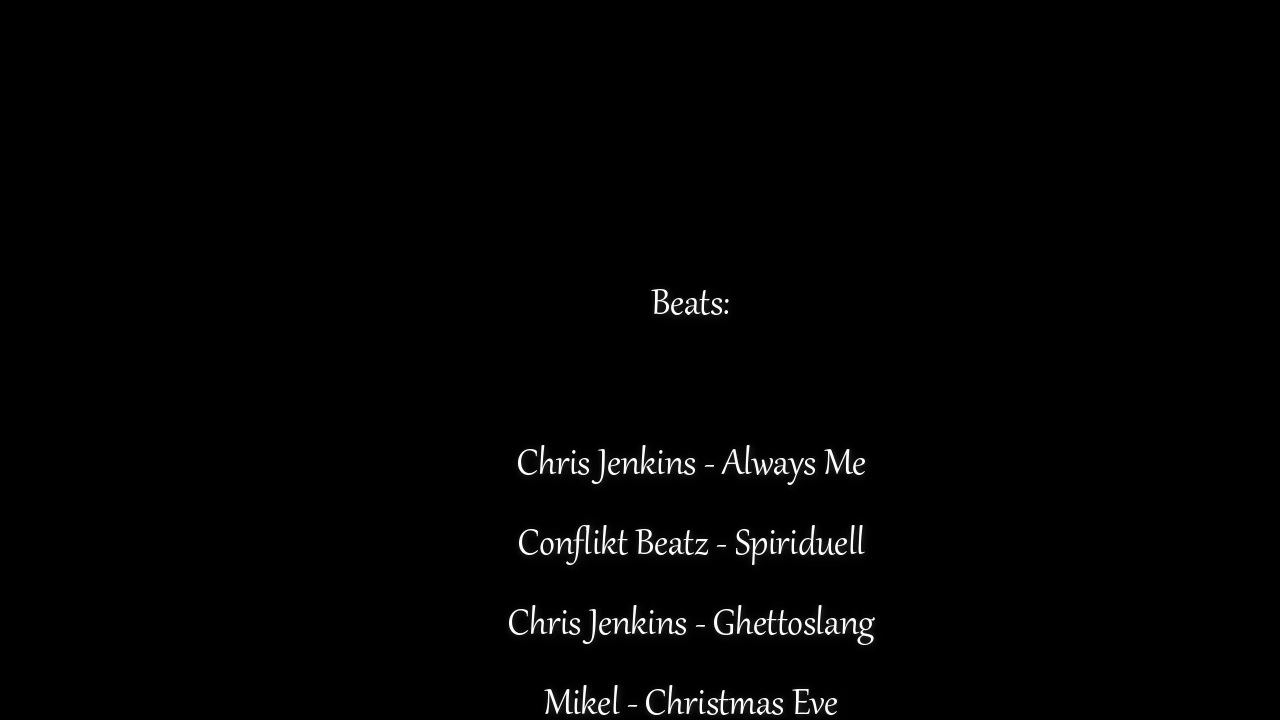 Beats:
Chris Jenkins - Always Me
Conflikt Beatz - Spiriduell
Chris Jenkins - Ghettoslang
Mikel - Christmas Eve